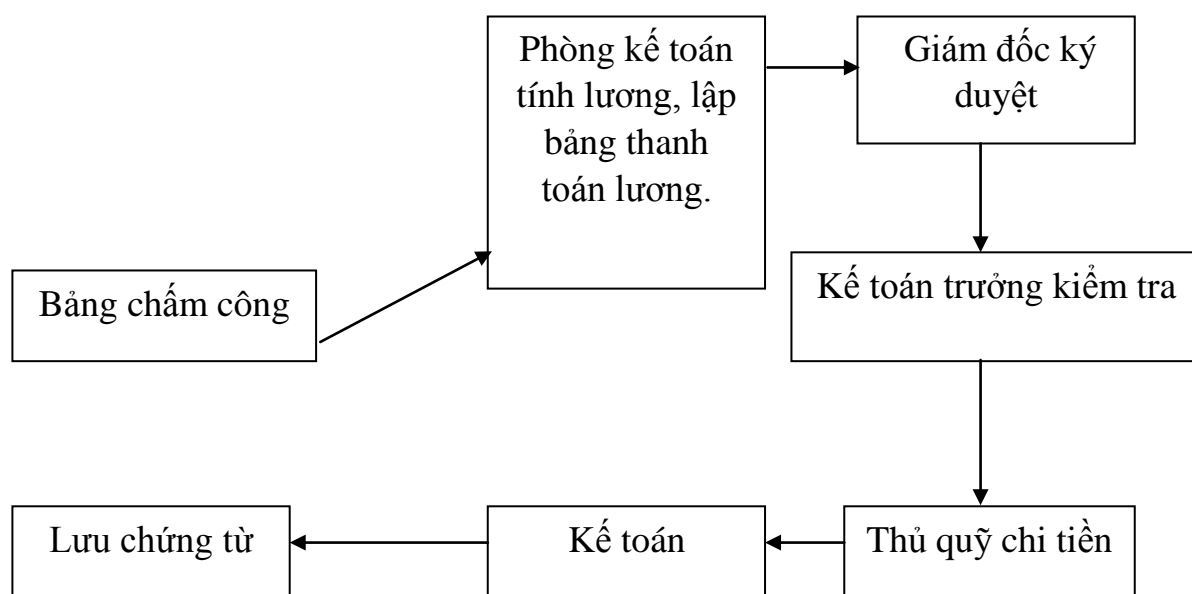 Phòng kế toán
tính lương, lập
bảng thanh
toán lương.
Giám đốc ký
duyệt
Bảng chấm công
Kế toán trưởng kiểm tra
Lưu chứng từ
Kế toán
Thủ quỹ chi tiền